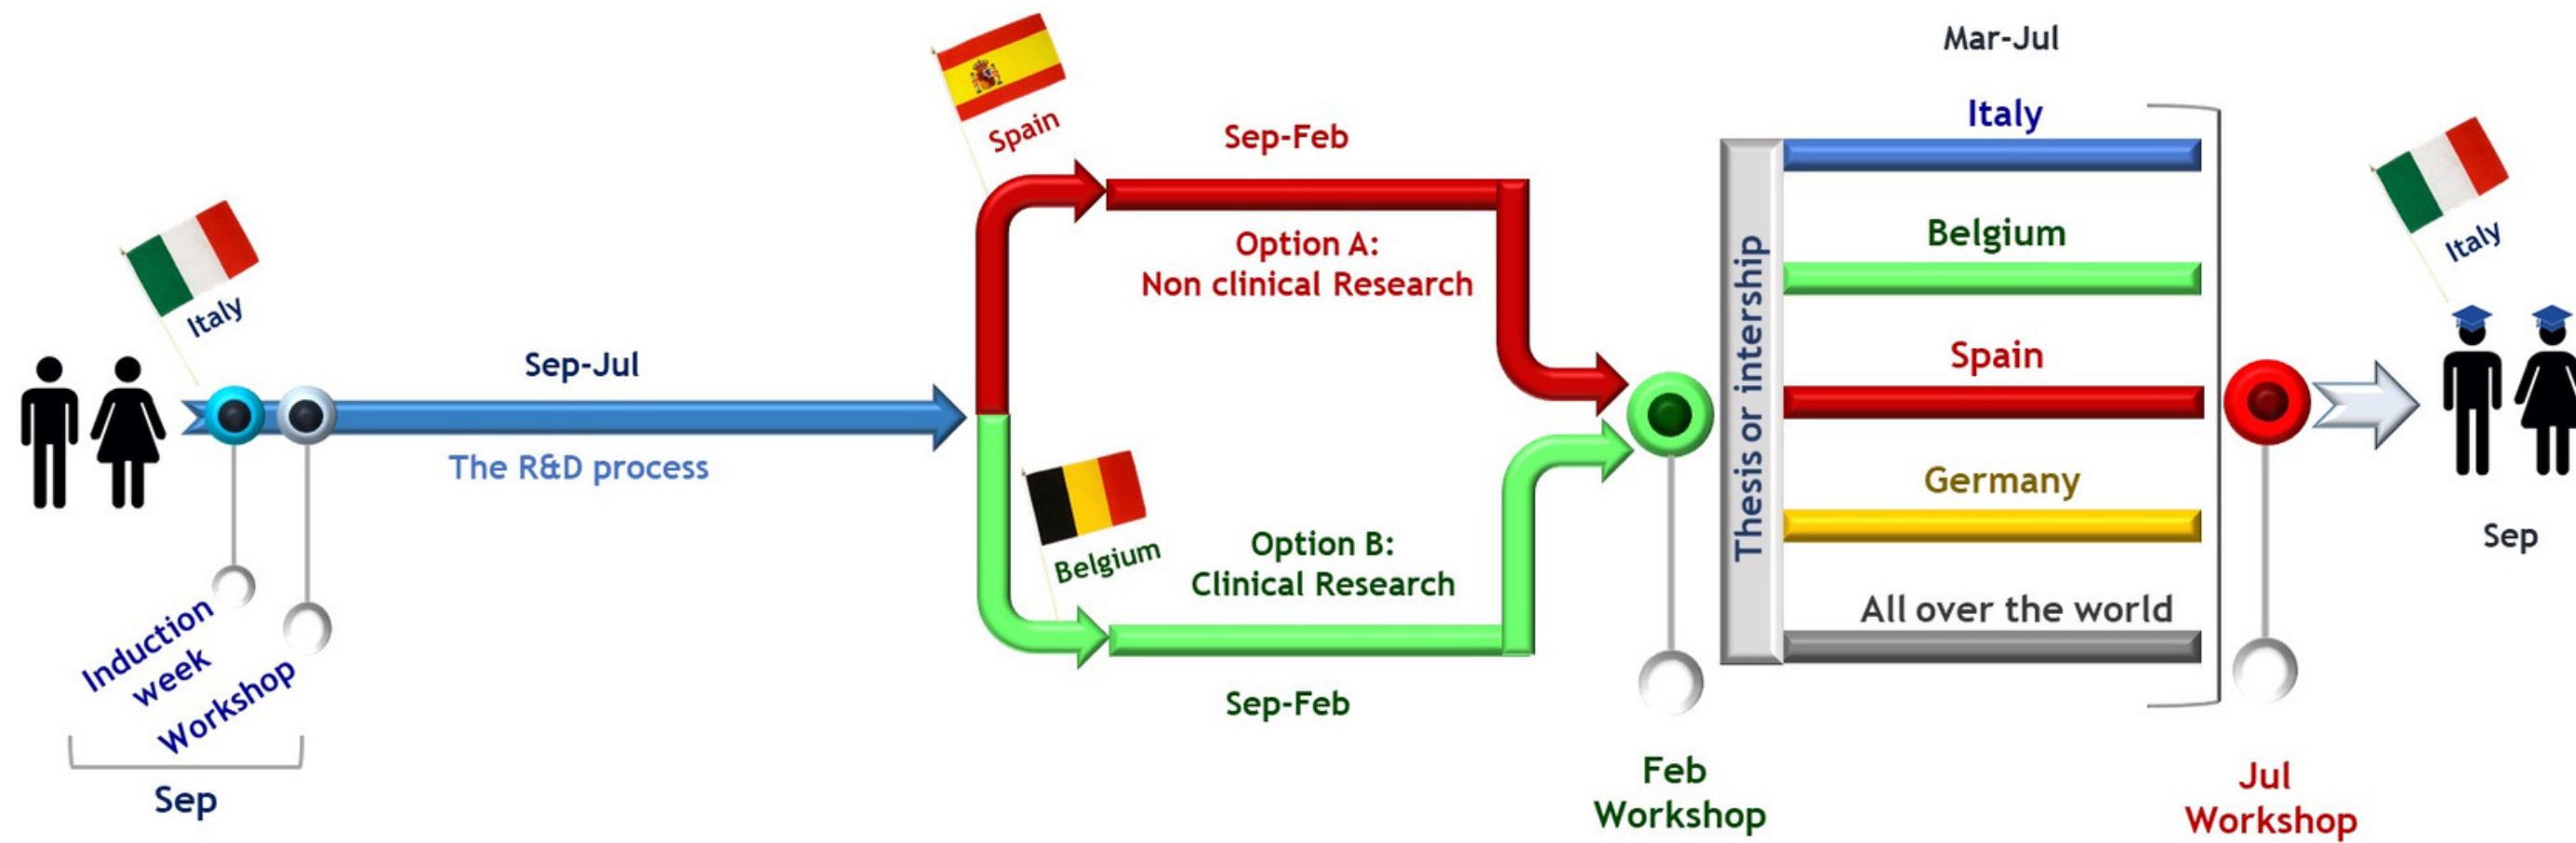 Italy
Sep-Jul
The R&D process
Induction
week
Workshop
Sep
Spain
Sep-Feb
Option A:
Non clinical Research
Belgium
Option B:
Clinical Research
Sep-Feb
Feb
Workshop
Thesis or intership
Mar-Jul
Italy
Belgium
Spain
Germany
All over the world
Jul
Workshop
Italy
Sep